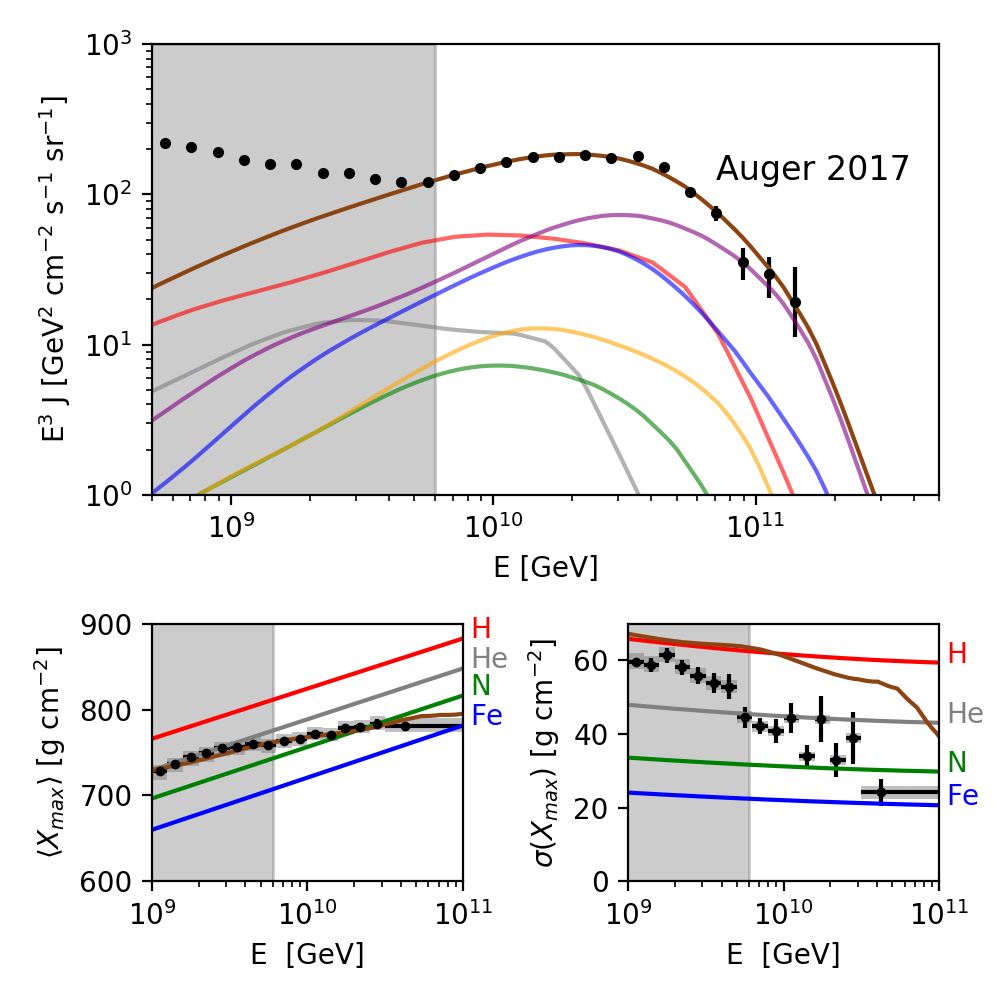 10³
10²
10¹
10⁰
E³ J [GeV² cm⁻² s⁻¹ sr⁻¹]
Auger 2017
10⁹ 10¹⁰ 10¹¹
E [GeV]
900
800
700
600
⟨X_max⟩ [g cm⁻²]
H
He
N
Fe
10⁹ 10¹⁰ 10¹¹
E [GeV]
60
40
20
0
σ(X_max) [g cm⁻²]
H
He
N
Fe
10⁹ 10¹⁰ 10¹¹
E [GeV]